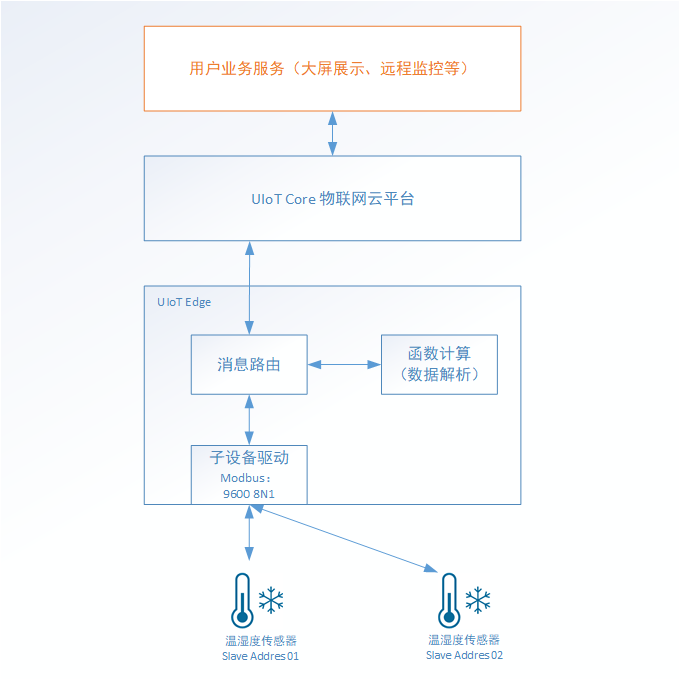 用户业务服务（大屏展示、远程监控等）
UIoT Core 物联网云平台
UIoT Edge
消息路由
函数计算
（数据解析）
子设备驱动
Modbus：
9600 8N1
温湿度传感器
Slave Addres 01
温湿度传感器
Slave Addres 02